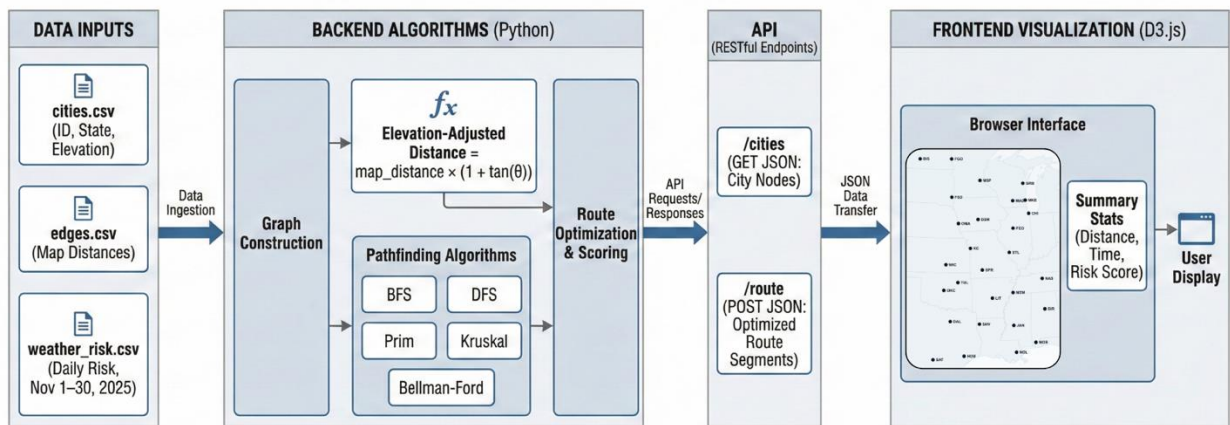 DATA INPUTS
cities.csv
(ID, State,
Elevation)
edges.csv
(Map Distances)
weather_risk.csv
(Daily Risk,
Nov 1–30, 2025)
Data
Ingestion
BACKEND ALGORITHMS (Python)
Graph
Construction
fx
Elevation-Adjusted
Distance =
map_distance × (1 + tan(θ))
Pathfinding Algorithms
BFS
DFS
Prim
Kruskal
Bellman-Ford
Route
Optimization
& Scoring
API
Requests/
Responses
API
(RESTful Endpoints)
/cities
(GET JSON:
City Nodes)
/route
(POST JSON:
Optimized
Route
Segments)
JSON
Data
Transfer
FRONTEND VISUALIZATION (D3.js)
Browser Interface
Summary
Stats
(Distance,
Time,
Risk Score)
User
Display